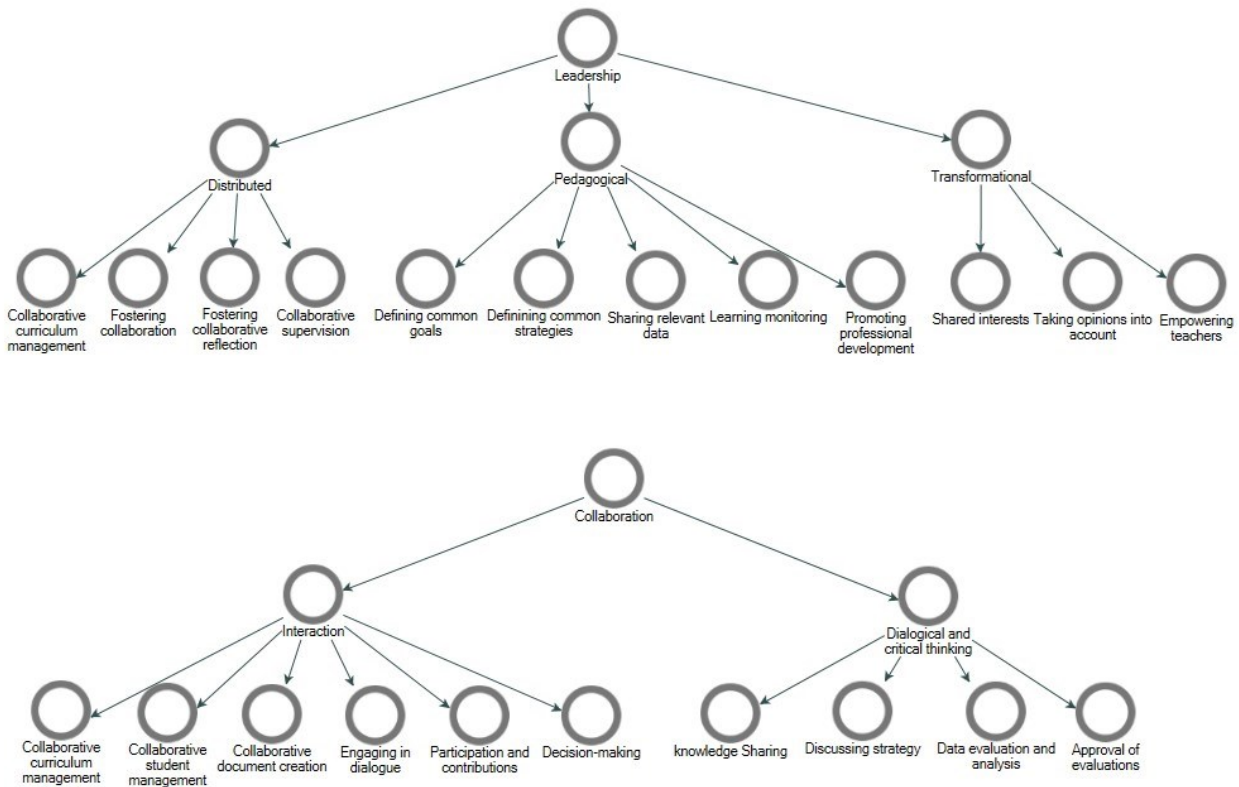 Leadership
Distributed
Pedagogical
Transformational
Collaborative
curriculum
management
Fostering
collaboration
Fostering
collaborative
reflection
Collaborative
supervision
Defining common
goals
Definining common
strategies
Sharing relevant
data
Learning monitoring
Promoting
professional
development
Shared interests
Taking opinions into
account
Empowering
teachers
Collaboration
Interaction
Dialogical and
critical thinking
Collaborative
curriculum
management
Collaborative
student
management
Collaborative
document creation
Engaging in
dialogue
Participation and
contributions
Decision-making
knowledge Sharing
Discussing strategy
Data evaluation and
analysis
Approval of
evaluations